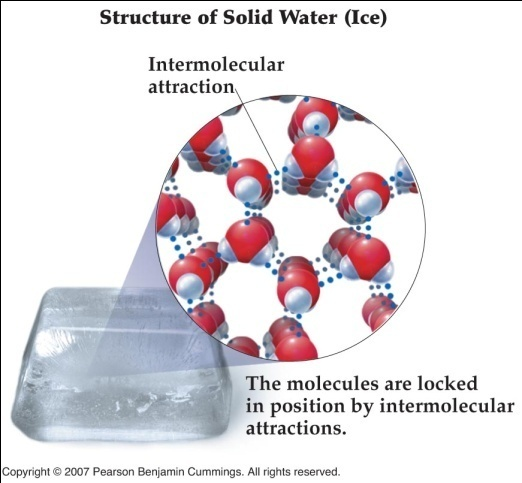 Structure of Solid Water (Ice)
Intermolecular
attraction
The molecules are locked
in position by intermolecular
attractions.
Copyright © 2007 Pearson Benjamin Cummings. All rights reserved.